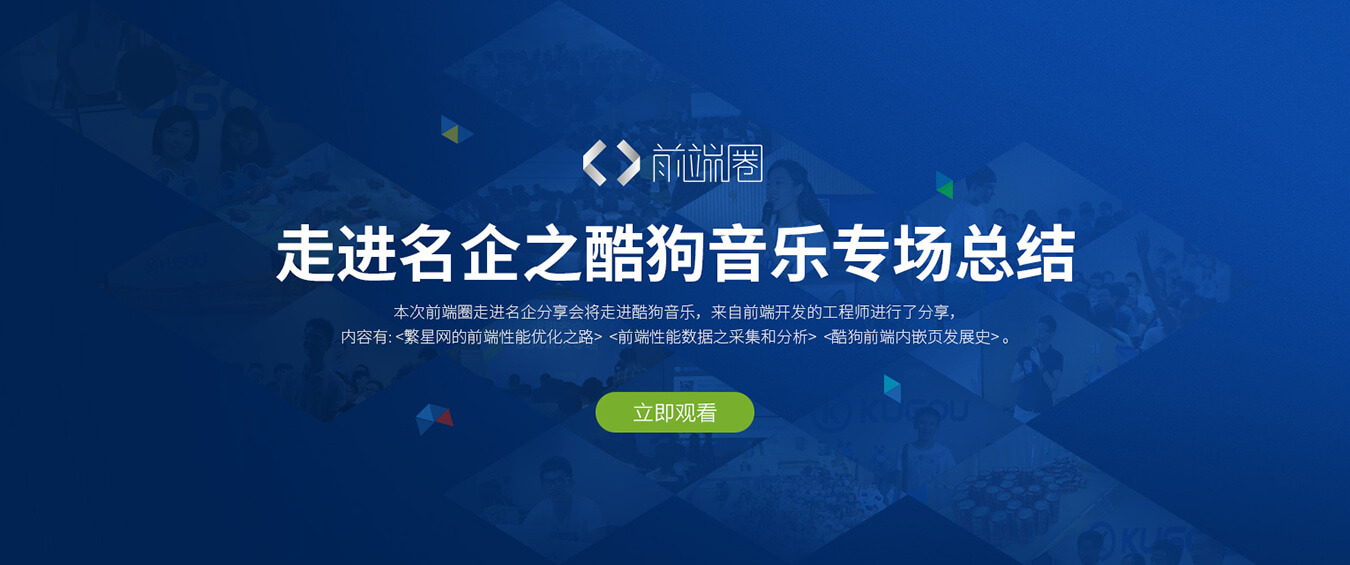 前端圈
走进名企之酷狗音乐专场总结
本次前端圈走进名企分享会将走进酷狗音乐，来自前端开发的工程师进行了分享，
内容有: <繁星网的前端性能优化之路> <前端性能数据之采集和分析> <酷狗前端内嵌页发展史> 。
立即观看
KUGOU
KUGOU